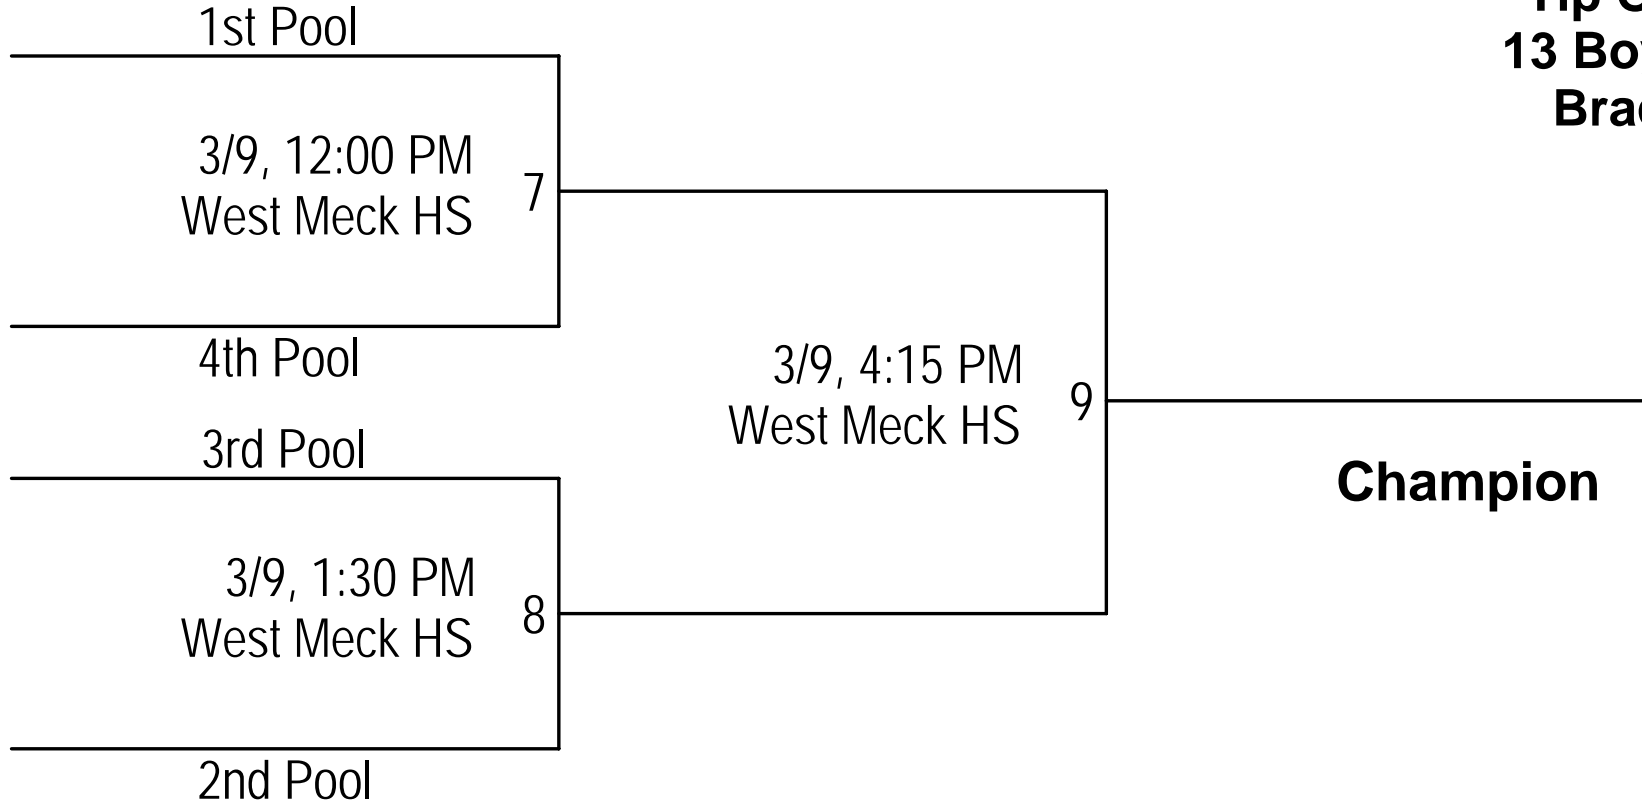 1st Pool
3/9, 12:00 PM
West Meck HS
7
4th Pool
3rd Pool
3/9, 1:30 PM
West Meck HS
8
2nd Pool
3/9, 4:15 PM
West Meck HS
9
13
Champion